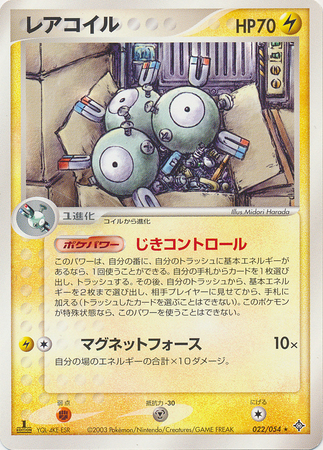 レアコイル HP70
Illus. Midori Harada
1進化 コイルから進化
ポケパワー じきコントロール
このパワーは、自分の番に、自分のトラッシュに基本エネルギー
があるなら、1回使うことができる。自分の手札からカードを1枚選び
出し、トラッシュする。その後、自分のトラッシュから、基本エネル
ギーを2枚まで選び出し、相手プレイヤーに見せてから、手札
に加える(トラッシュしたカードを選ぶことはできない)。このポケモン
が特殊状態なら、このパワーを使うことはできない。
マグネットフォース 10×
自分の場のエネルギーの合計×10ダメージ。
弱点 抵抗力 -30 にげる
1 EDITION YQL-4KE-ESR ©2003 Pokémon/Nintendo/Creatures/GAME FREAK 022/054 ★